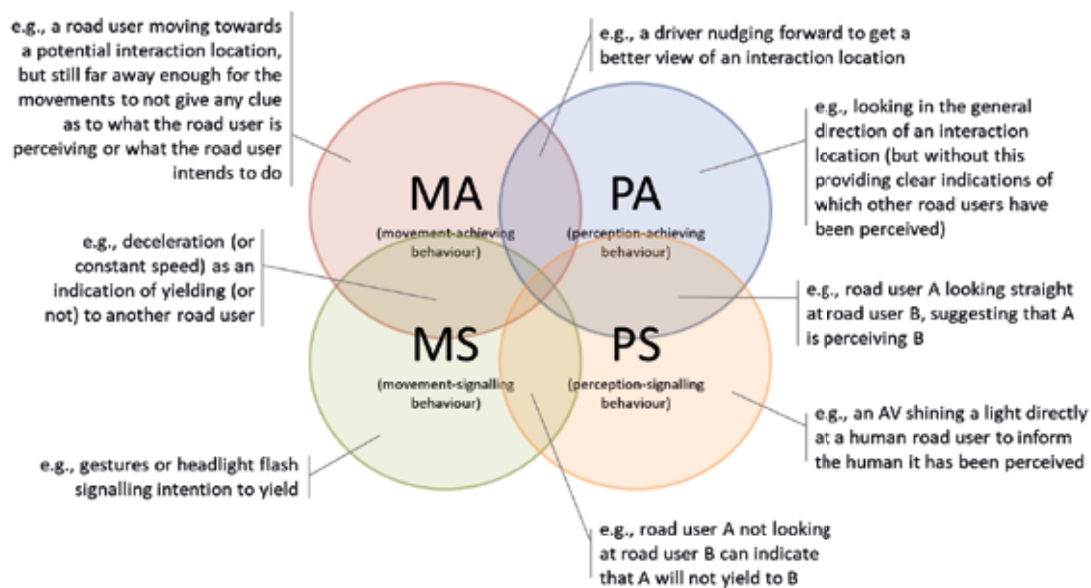 e.g., a road user moving towards
a potential interaction location,
but still far away enough for the
movements to not give any clue
as to what the road user is
perceiving or what the road user
intends to do
e.g., a driver nudging forward to get a
better view of an interaction location
e.g., looking in the general
direction of an interaction
location (but without this
providing clear indications of
which other road users have
been perceived)
MA
(movement-achieving
behaviour)
PA
(perception-achieving
behaviour)
e.g., deceleration (or
constant speed) as an
indication of yielding (or
not) to another road user
e.g., road user A looking straight
at road user B, suggesting that A
is perceiving B
MS
(movement-signalling
behaviour)
PS
(perception-signalling
behaviour)
e.g., an AV shining a light directly
at a human road user to inform
the human it has been perceived
e.g., gestures or headlight flash
signalling intention to yield
e.g., road user A not looking
at road user B can indicate
that A will not yield to B